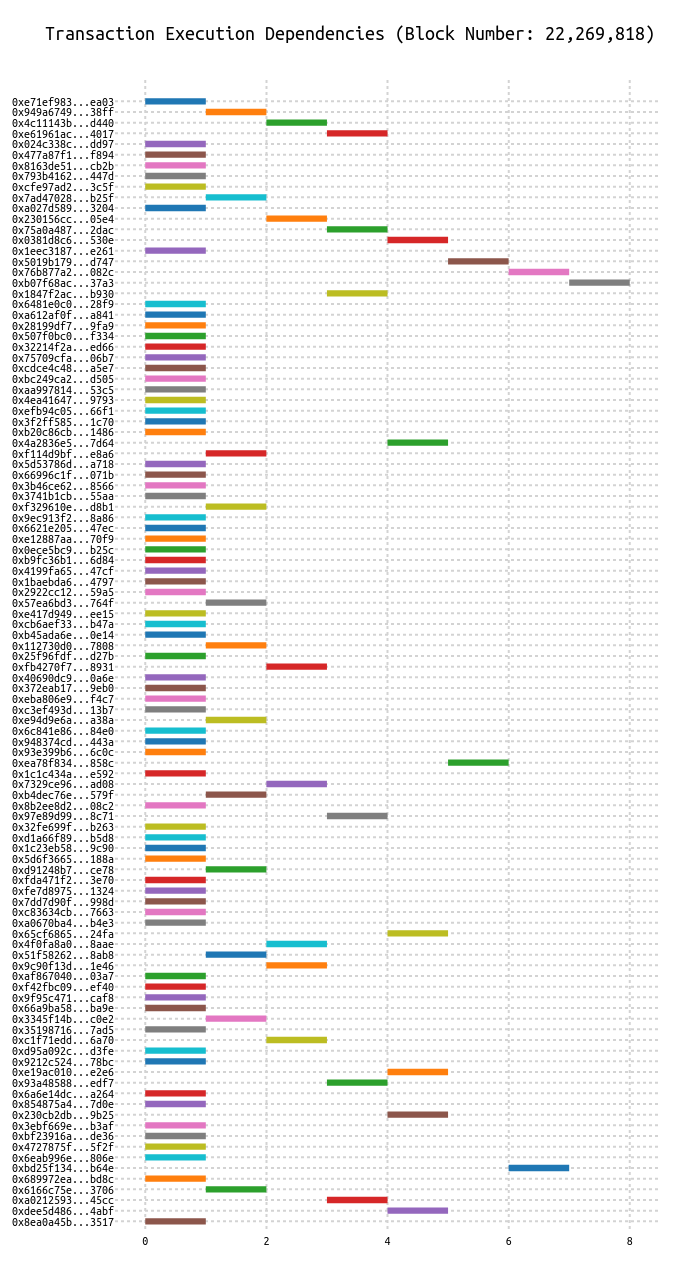 Transaction Execution Dependencies (Block Number: 22,269,818)
0xe71ef983...ea03
0x949a6749...38ff
0x4c11143b...d440
0xe61961ac...4017
0x024c338c...dd97
0x477a87f1...f894
0x8163de51...cb2b
0x793b4162...447d
0xcfe97ad2...3c5f
0x7ad47028...b25f
0xa027d589...3204
0x230156cc...05e4
0x75a0a487...2dac
0x0381d8c6...530e
0x1eec3187...e261
0x5019b179...d747
0x76b877a2...082c
0xb07f68ac...37a3
0x1847f2ac...b930
0x6481e0c0...28f9
0xa612af0f...a841
0x28199df7...9fa9
0x507f0bc0...f334
0x32214f2a...ed66
0x75709cfa...06b7
0xcdce4c48...a5e7
0xbc249ca2...d505
0xaa997814...53c5
0x4ea41647...9793
0xefb94c05...66f1
0x3f2ff585...1c70
0xb20c86cb...1486
0x4a2836e5...7d64
0xf114d9bf...e8a6
0x5d53786d...a718
0x66996c1f...071b
0x3b46ce62...8566
0x3741b1cb...55aa
0xf329610e...d8b1
0x9ec913f2...8a86
0x6621e205...47ec
0xe12887aa...70f9
0x0ece5bc9...b25c
0xb9fc36b1...6d84
0x4199fa65...47cf
0x1baebda6...4797
0x2922cc12...59a5
0x57ea6bd3...764f
0xe417d949...ee15
0xcb6aef33...b47a
0xb45ada6e...0e14
0x112730d0...7808
0x25f96fdf...d27b
0xfb4270f7...8931
0x40690dc9...0a6e
0x372eab17...9eb0
0xeba806e9...f4c7
0xc3ef493d...13b7
0xe94d9e6a...a38a
0x6c841e86...84e0
0x948374cd...443a
0x93e399b6...6c0c
0xea78f834...858c
0x1c1c434a...e592
0x7329ce96...ad08
0xb4dec76e...579f
0x8b2ee8d2...08c2
0x97e89d99...8c71
0x32fe699f...b263
0xd1a66f89...b5d8
0x1c23eb58...9c90
0x5d6f3665...188a
0xd91248b7...ce78
0xfda471f2...3e70
0xfe7d8975...1324
0x7dd7d90f...998d
0xc83634cb...7663
0xa0670ba4...b4e3
0x65cf6865...24fa
0x4f0fa8a0...8aae
0x51f58262...8ab8
0x9c90f13d...1e46
0xaf867040...03a7
0xf42fbc09...ef40
0x9f95c471...caf8
0x66a9ba58...ba9e
0x3345f14b...c0e2
0x35198716...7ad5
0xc1f71edd...6a70
0xd95a092c...d3fe
0x9212c524...78bc
0xe19ac010...e2e6
0x93a48588...edf7
0x6a6e14dc...a264
0x854875a4...7d0e
0x230cb2db...9b25
0x3ebf669e...b3af
0xbf23916a...de36
0x4727875f...5f2f
0x6eab996e...806e
0xbd25f134...b64e
0x689972ea...bd8c
0x6166c75e...3706
0xa0212593...45cc
0xdee5d486...4abf
0x8ea0a45b...3517
0 2 4 6 8